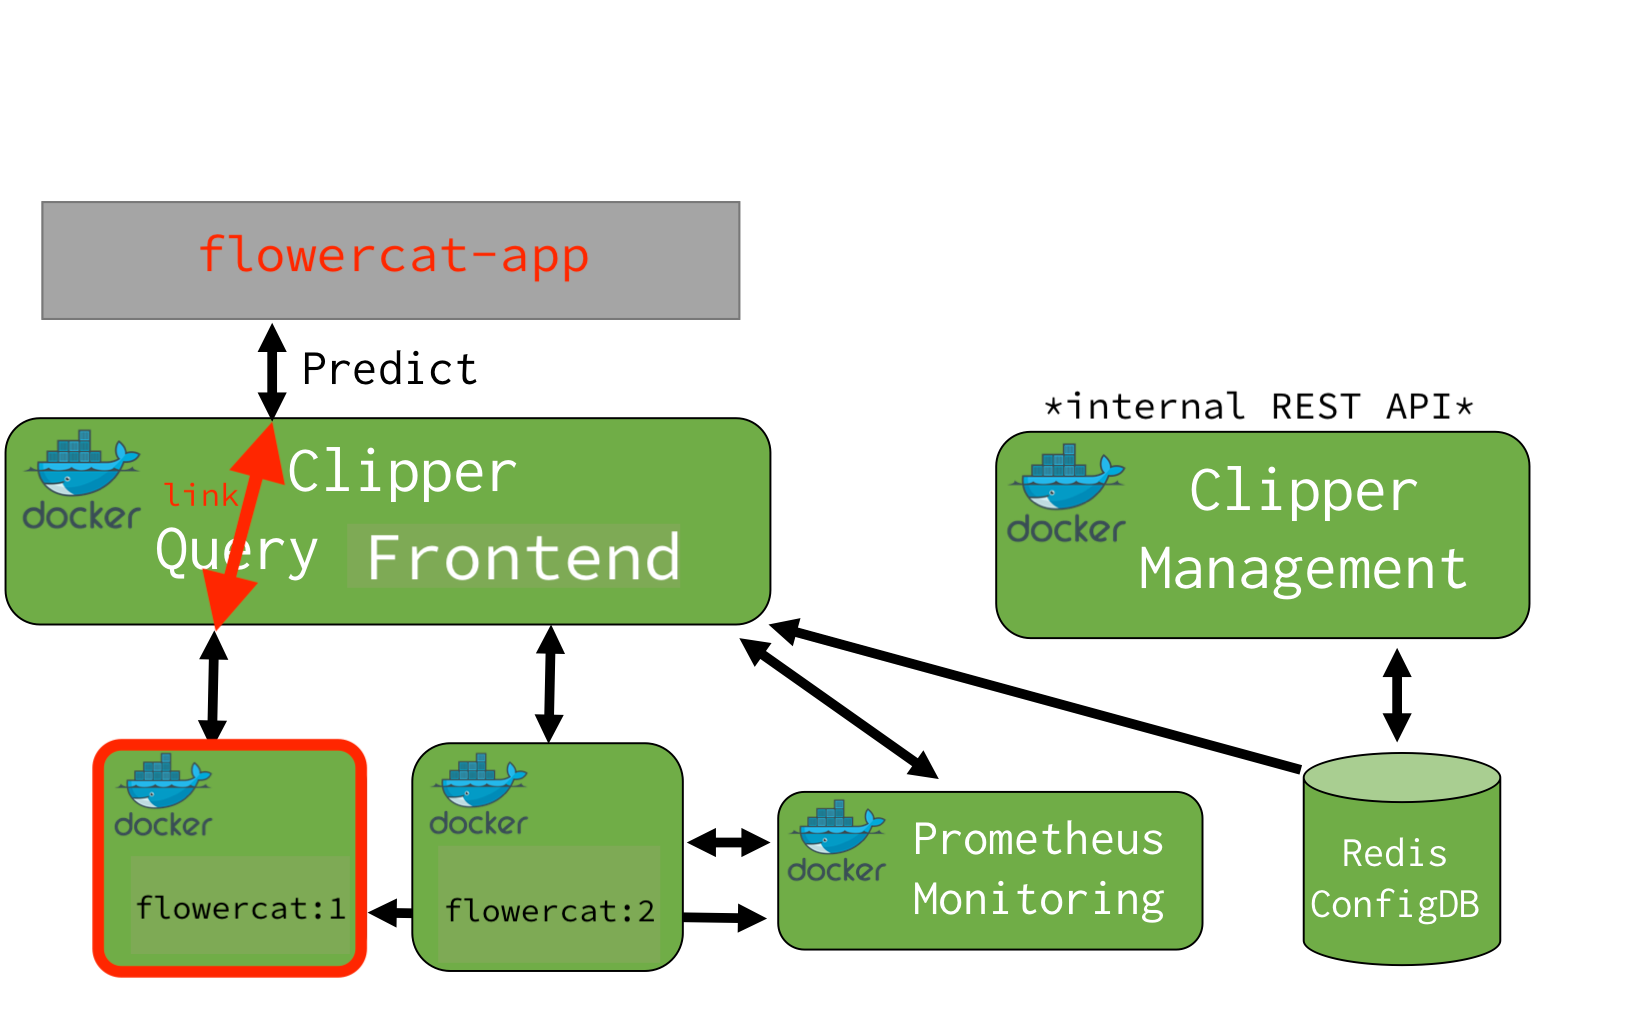 flowercat-app
Predict
*internal REST API*
docker
link
Clipper
Query Frontend
docker
Clipper
Management
docker
flowercat:1
docker
flowercat:2
docker
Prometheus
Monitoring
Redis
ConfigDB